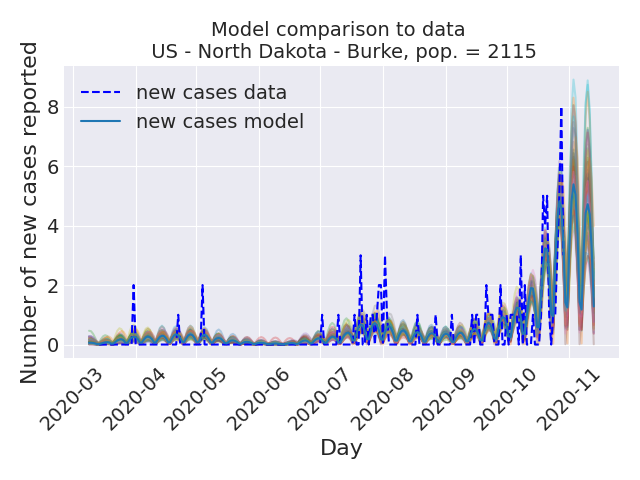 Model comparison to data
US - North Dakota - Burke, pop. = 2115
new cases data
new cases model
Number of new cases reported
8
6
4
2
0
2020-03
2020-04
2020-05
2020-06
2020-07
2020-08
2020-09
2020-10
2020-11
Day